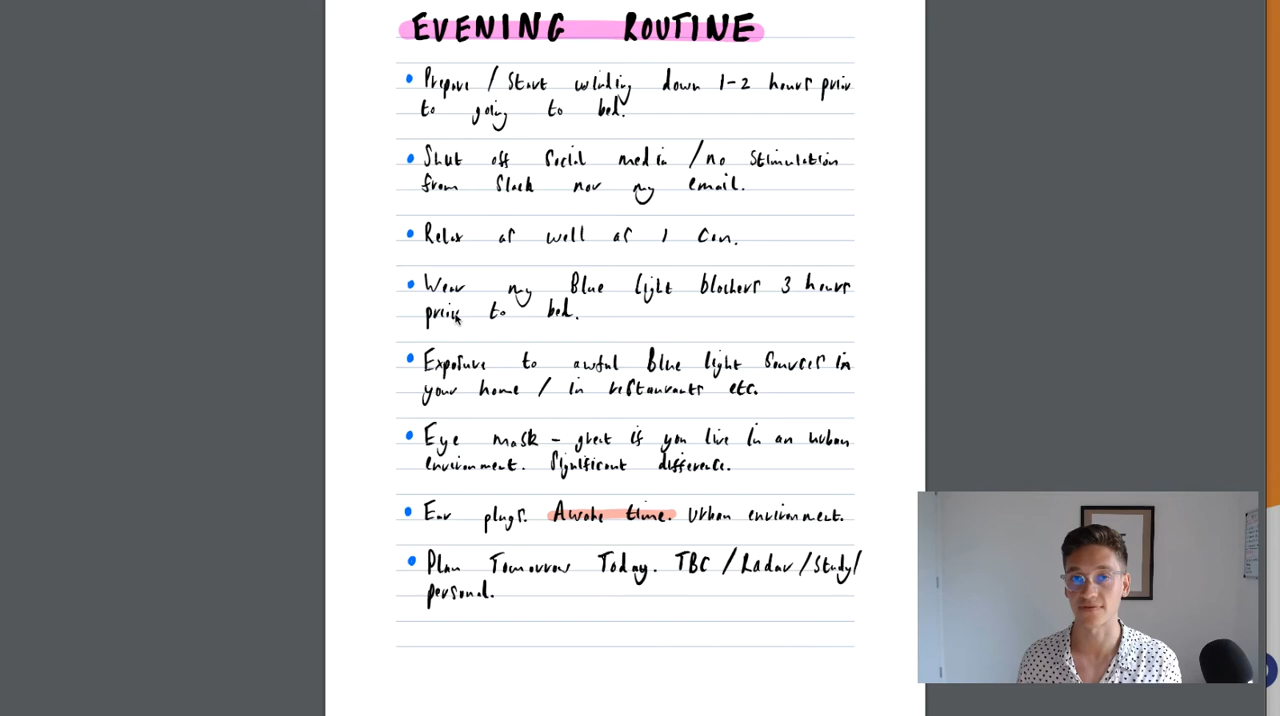 EVENING ROUTINE
• Prepare / Start winding down 1-2 hours prior
to going to bed.
• Shut off Social media / no Stimulation
from Slack nor my email.
• Relax as well as I can.
• Wear my Blue light blockers 3 hours
prior to bed.
• Exposure to awful Blue light sources in
your home / in restaurants etc.
• Eye mask - great if you live in an urban
environment. Significant difference.
• Ear plugs. Awake time. Urban environment.
• Plan Tomorrow Today. TBC / Radar / Study /
personal.